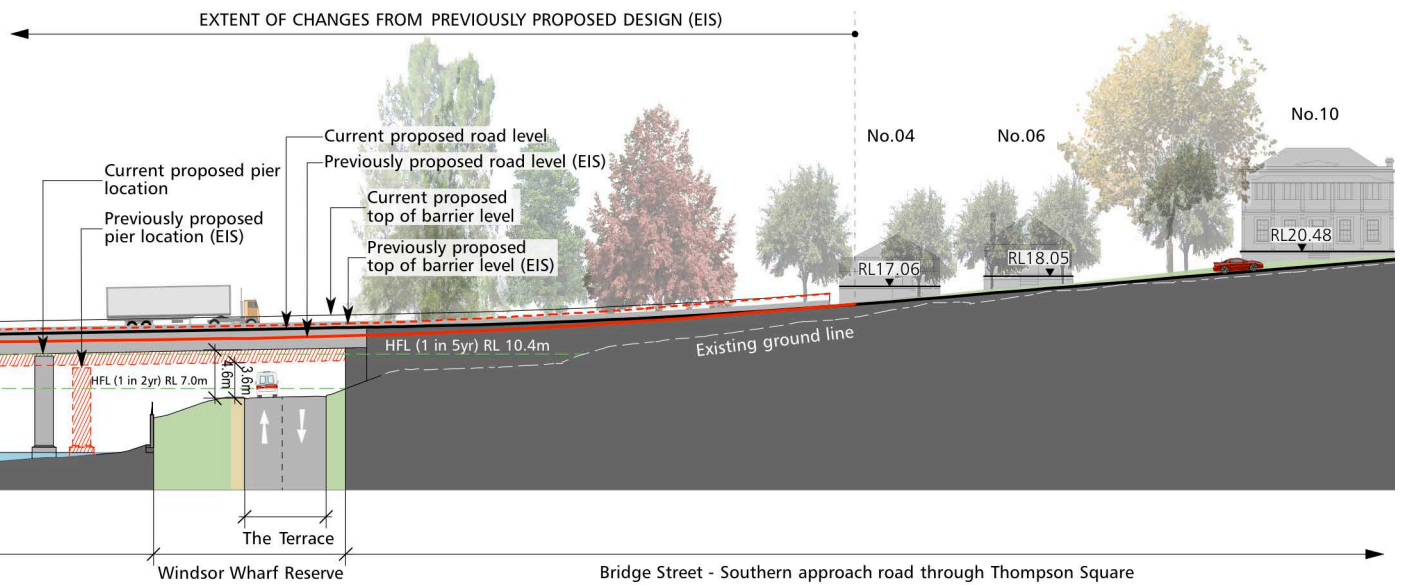 EXTENT OF CHANGES FROM PREVIOUSLY PROPOSED DESIGN (EIS)
No.04
No.06
No.10
Current proposed road level
Previously proposed road level (EIS)
Current proposed pier
location
Current proposed
top of barrier level
Previously proposed
pier location (EIS)
Previously proposed
top of barrier level (EIS)
RL17.06
RL18.05
RL20.48
HFL (1 in 5yr) RL 10.4m
Existing ground line
HFL (1 in 2yr) RL 7.0m
4.6m
3.6m
The Terrace
Windsor Wharf Reserve
Bridge Street - Southern approach road through Thompson Square